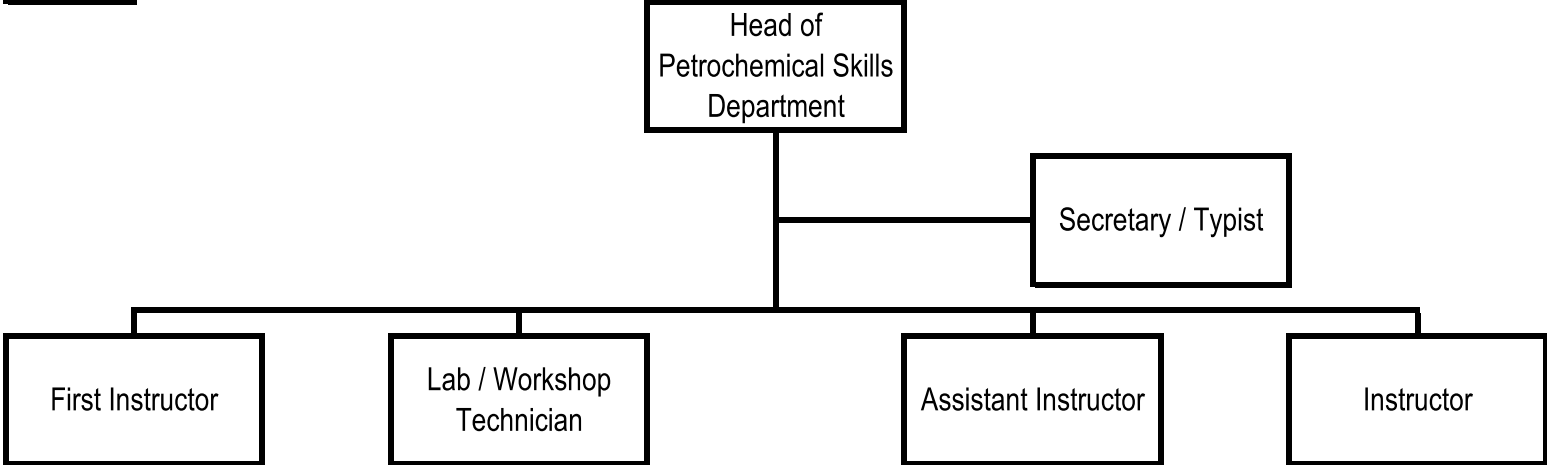 Head of
Petrochemical Skills
Department
Secretary / Typist
First Instructor
Lab / Workshop
Technician
Assistant Instructor
Instructor